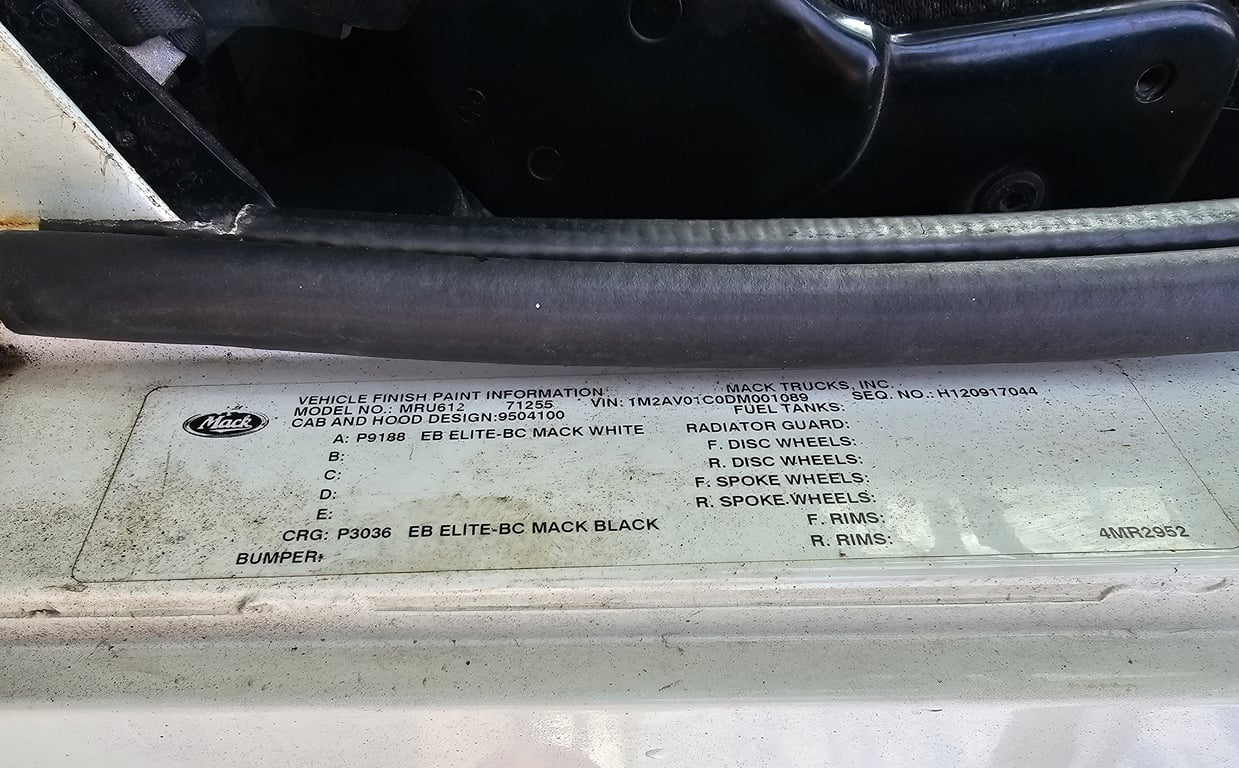 Mack
VEHICLE FINISH PAINT INFORMATION MACK TRUCKS, INC.
MODEL NO.: MRU612 71255 VIN: 1M2AV01C0DM001089 SEQ. NO.: H120917044
CAB AND HOOD DESIGN:9504100 FUEL TANKS:
A: P9188 EB ELITE-BC MACK WHITE RADIATOR GUARD:
B: F. DISC WHEELS:
C: R. DISC WHEELS:
D: F. SPOKE WHEELS:
E: R. SPOKE WHEELS:
CRG: P3036 EB ELITE-BC MACK BLACK F. RIMS:
BUMPER: R. RIMS: 4MR2952